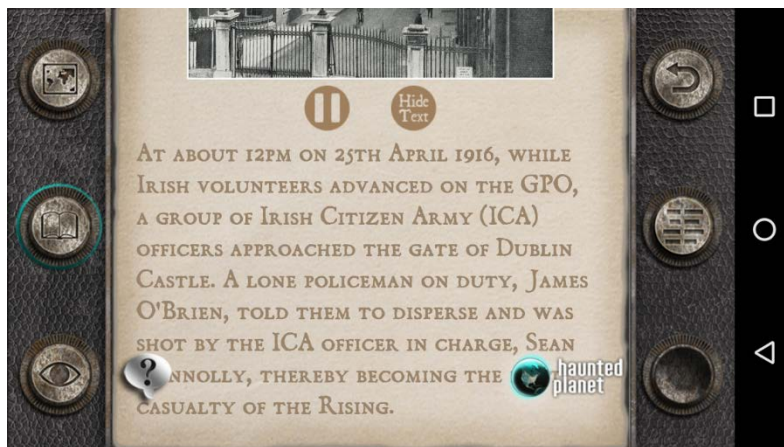 Hide
Text
At about 12pm on 25th April 1916, while
Irish volunteers advanced on the GPO,
a group of Irish Citizen Army (ICA)
officers approached the gate of Dublin
Castle. A lone policeman on duty, James
O'Brien, told them to disperse and was
shot by the ICA officer in charge, Sean
? nnolly, thereby becoming the
haunted
planet
casualty of the Rising.